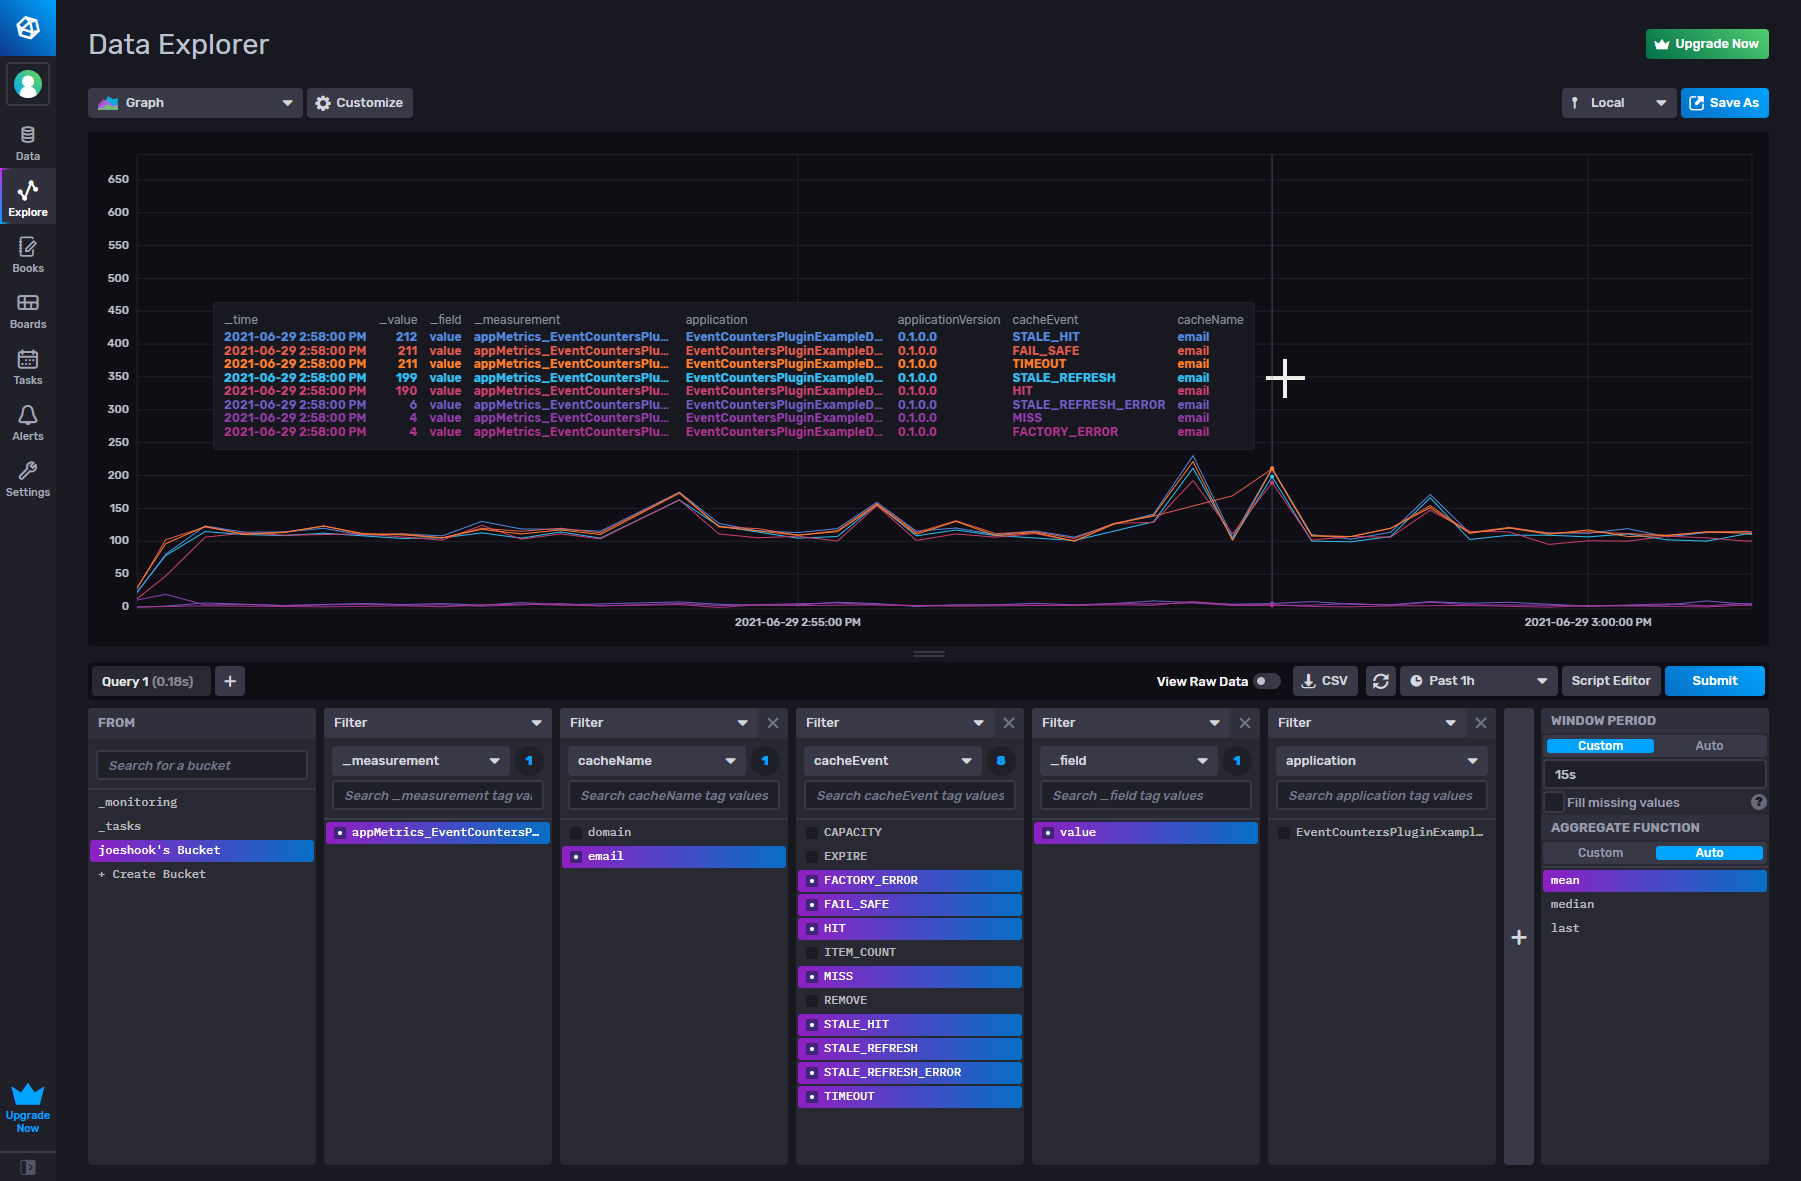 Data Explorer
Upgrade Now
Graph
Customize
Local
Save As
Data
Explore
Books
Boards
Tasks
Alerts
Settings
Upgrade
Now
650
600
550
500
450
400
350
300
250
200
150
100
50
0
_time _value _field _measurement application applicationVersion cacheEvent cacheName
2021-06-29 2:58:00 PM 212 value appMetrics_EventCountersPlu... EventCountersPluginExampleD... 0.1.0.0 STALE_HIT email
2021-06-29 2:58:00 PM 211 value appMetrics_EventCountersPlu... EventCountersPluginExampleD... 0.1.0.0 FAIL_SAFE email
2021-06-29 2:58:00 PM 211 value appMetrics_EventCountersPlu... EventCountersPluginExampleD... 0.1.0.0 TIMEOUT email
2021-06-29 2:58:00 PM 199 value appMetrics_EventCountersPlu... EventCountersPluginExampleD... 0.1.0.0 STALE_REFRESH email
2021-06-29 2:58:00 PM 190 value appMetrics_EventCountersPlu... EventCountersPluginExampleD... 0.1.0.0 HIT email
2021-06-29 2:58:00 PM 6 value appMetrics_EventCountersPlu... EventCountersPluginExampleD... 0.1.0.0 STALE_REFRESH_ERROR email
2021-06-29 2:58:00 PM 4 value appMetrics_EventCountersPlu... EventCountersPluginExampleD... 0.1.0.0 MISS email
2021-06-29 2:58:00 PM 4 value appMetrics_EventCountersPlu... EventCountersPluginExampleD... 0.1.0.0 FACTORY_ERROR email
2021-06-29 2:55:00 PM
2021-06-29 3:00:00 PM
Query 1 (0.18s)
+
View Raw Data
CSV
Past 1h
Script Editor
Submit
FROM
Search for a bucket
_monitoring
_tasks
joeshook's Bucket
+ Create Bucket
Filter
_measurement 1
Search _measurement tag val
appMetrics_EventCountersP...
Filter
cacheName 1
Search cacheName tag values
domain
email
Filter
cacheEvent 8
Search cacheEvent tag values
CAPACITY
EXPIRE
FACTORY_ERROR
FAIL_SAFE
HIT
ITEM_COUNT
MISS
REMOVE
STALE_HIT
STALE_REFRESH
STALE_REFRESH_ERROR
TIMEOUT
Filter
_field 1
Search _field tag values
value
Filter
application
Search application tag values
EventCountersPluginExampl...
+
WINDOW PERIOD
Custom Auto
15s
Fill missing values ?
AGGREGATE FUNCTION
Custom Auto
mean
median
last